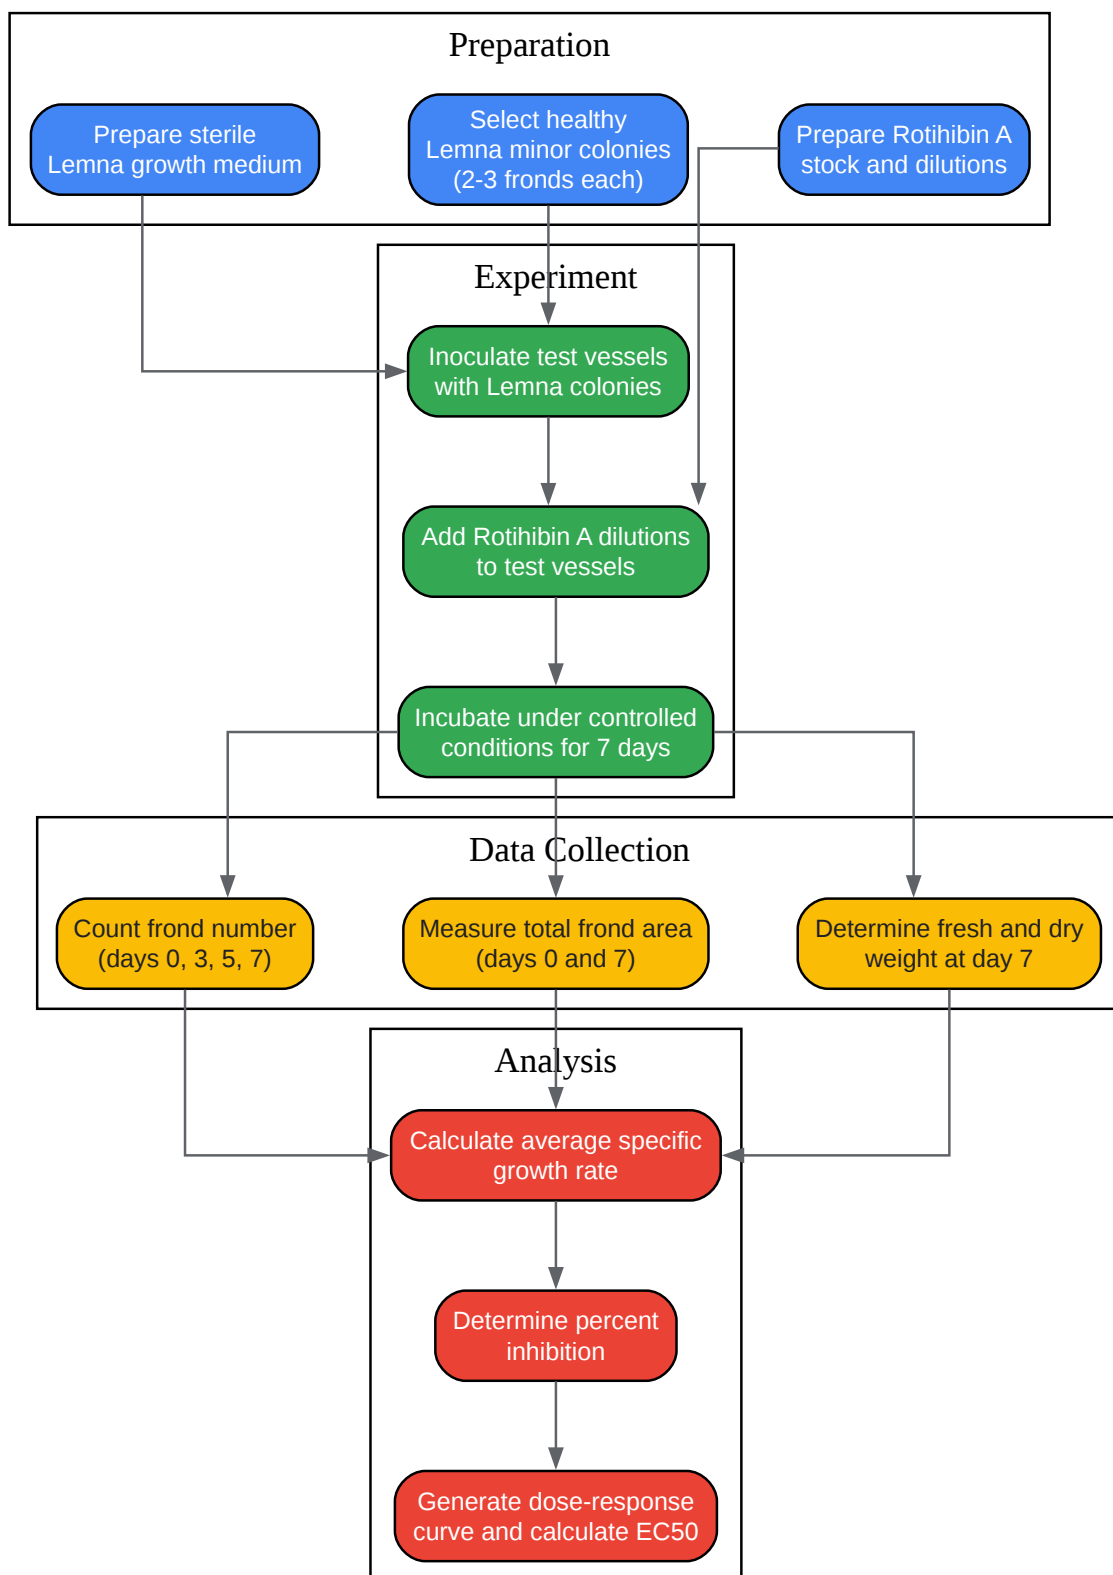 Preparation
Prepare sterile
Lemna growth medium
Select healthy
Lemna minor colonies
(2-3 fronds each)
Prepare Rotihibin A
stock and dilutions
Experiment
Inoculate test vessels
with Lemna colonies
Add Rotihibin A dilutions
to test vessels
Incubate under controlled
conditions for 7 days
Data Collection
Count frond number
(days 0, 3, 5, 7)
Measure total frond area
(days 0 and 7)
Determine fresh and dry
weight at day 7
Analysis
Calculate average specific
growth rate
Determine percent
inhibition
Generate dose-response
curve and calculate EC50